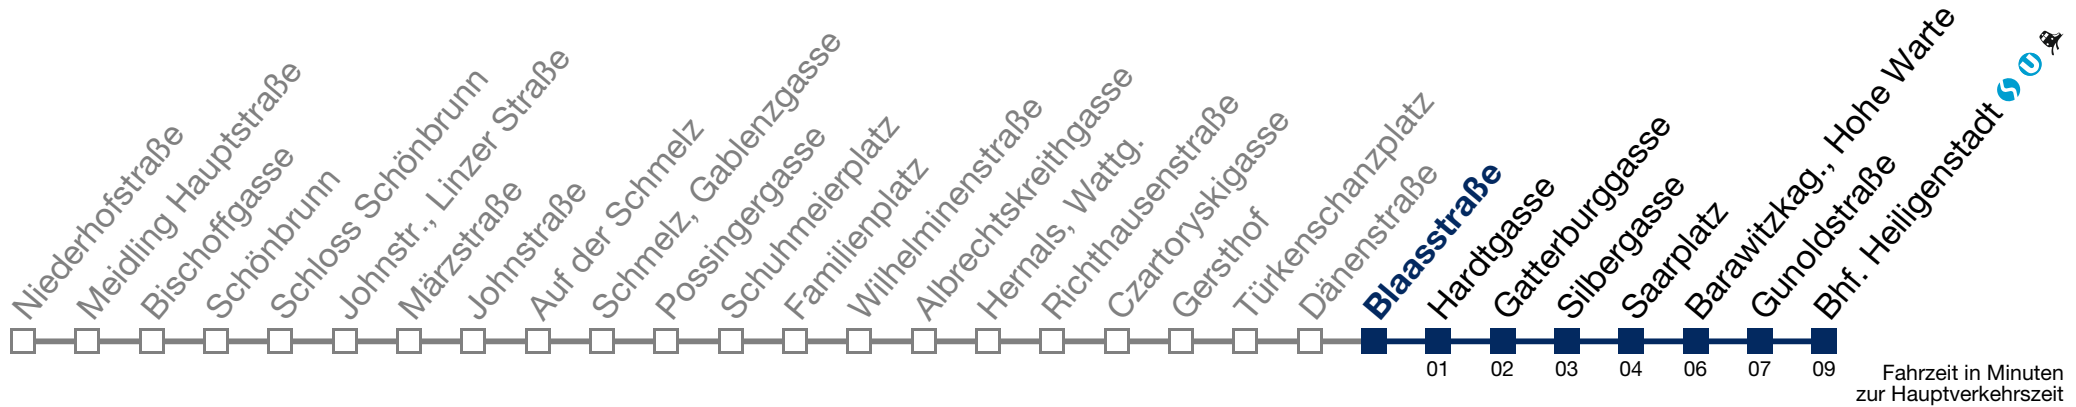 Niederhofstraße
Meidling Hauptstraße
Bischoffgasse
Schönbrunn
Schloss Schönbrunn
Johnstr., Linzer Straße
Märzstraße
Johnstraße
Auf der Schmelz
Schmelz, Gablenzgasse
Possingergasse
Schuhmeierplatz
Familienplatz
Wilhelminenstraße
Albrechtskreithgasse
Hernals, Wattg.
Richthausenstraße
Czartoryskigasse
Gersthof
Türkenschanzplatz
Dänenstraße
Blaasstraße
Hardtgasse
Gatterburggasse
Silbergasse
Saarplatz
Barawitzkag., Hohe Warte
Gunoldstraße
Bhf. Heiligenstadt S U
01 02 03 04 06 07 09
Fahrzeit in Minuten
zur Hauptverkehrszeit